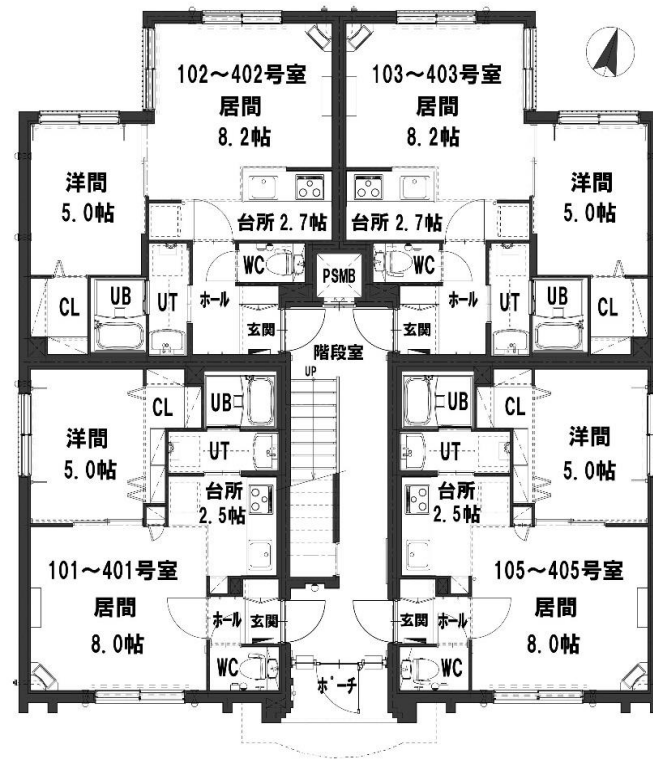 102～402号室
居間
8.2帖
103～403号室
居間
8.2帖
洋間
5.0帖
洋間
5.0帖
台所 2.7帖
台所 2.7帖
WC
PSMB
WC
CL
UB
UT
ホール
玄関
階段室
UP
玄関
ホール
UT
UB
CL
洋間
5.0帖
CL
UB
UT
台所
2.5帖
UB
CL
UT
台所
2.5帖
洋間
5.0帖
101～401号室
居間
8.0帖
ホール
玄関
WC
ポーチ
玄関
ホール
WC
105～405号室
居間
8.0帖